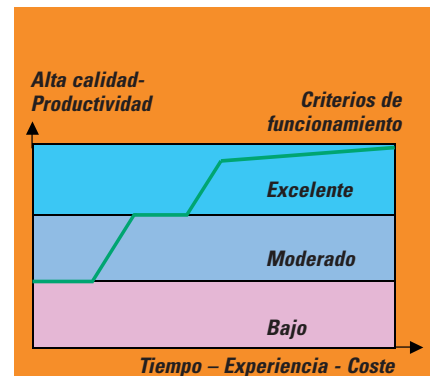 Alta calidad-
Productividad
Criterios de
funcionamiento
Excelente
Moderado
Bajo
Tiempo – Experiencia - Coste